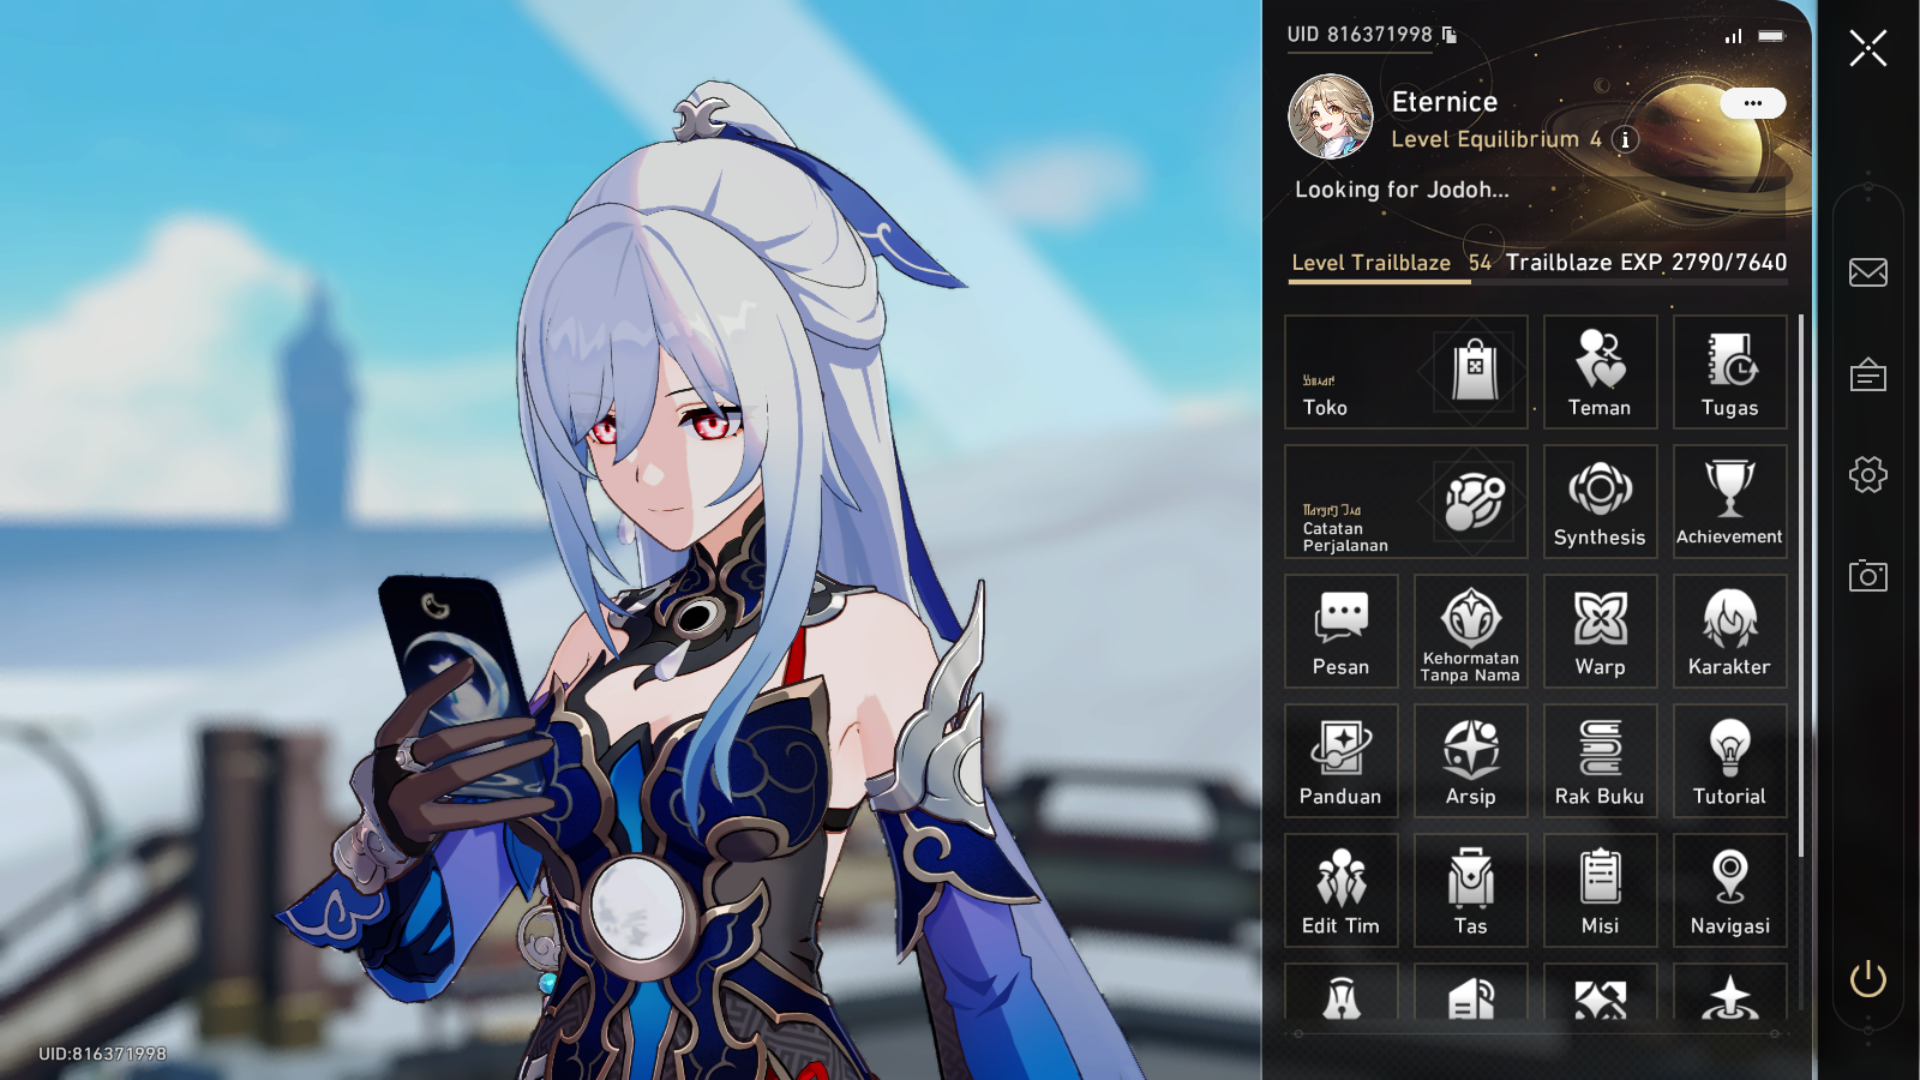 UID 816371998
Eternice
Level Equilibrium 4
Looking for Jodoh...
Level Trailblaze 54 Trailblaze EXP 2790/7640
Toko
Teman
Tugas
Catatan
Perjalanan
Synthesis
Achievement
Pesan
Kehormatan
Tanpa Nama
Warp
Karakter
Panduan
Arsip
Rak Buku
Tutorial
Edit Tim
Tas
Misi
Navigasi
UID:816371998